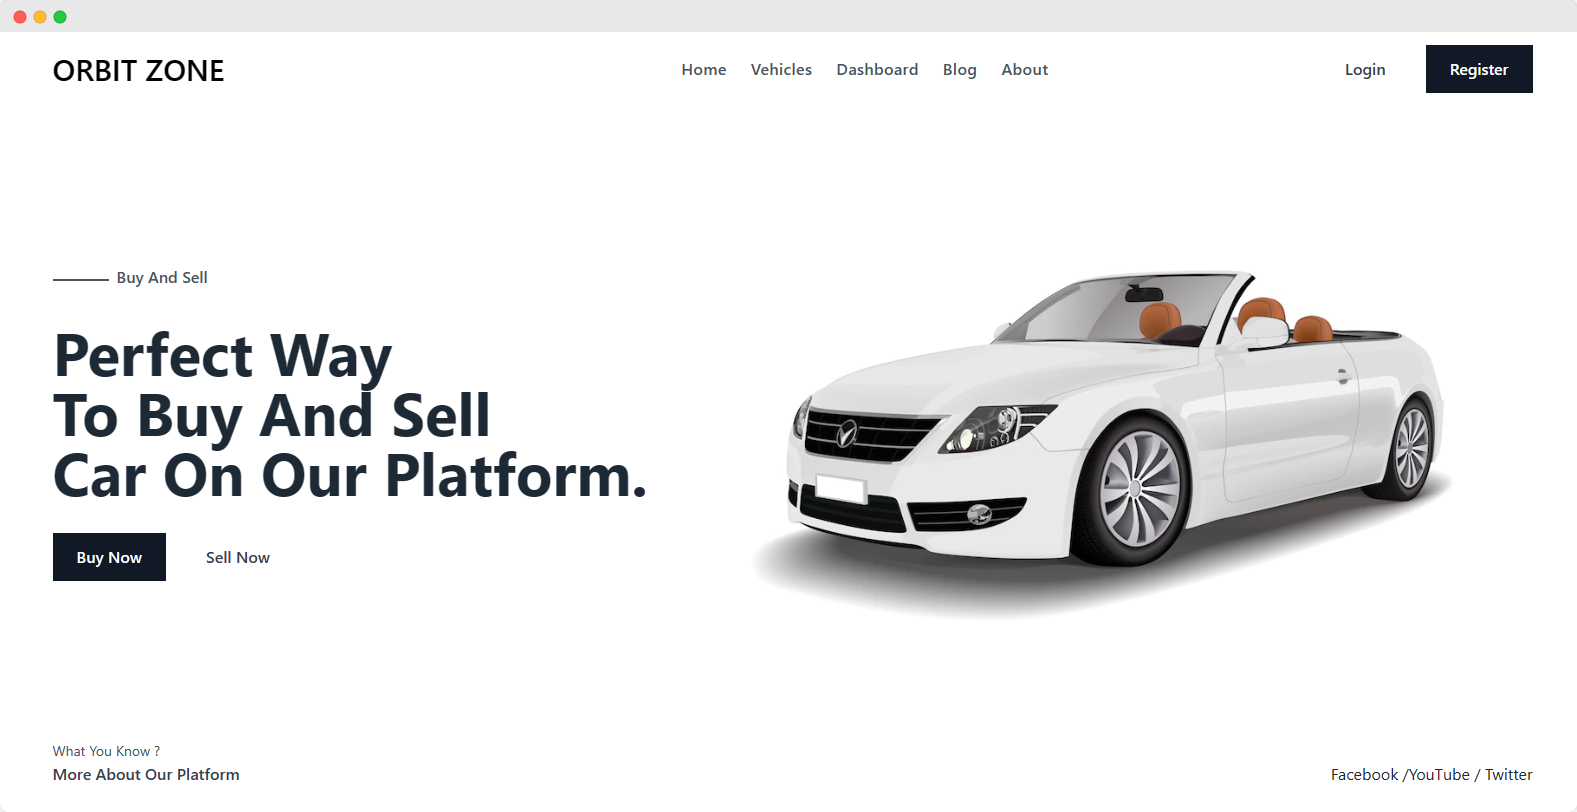 ORBIT ZONE
Home Vehicles Dashboard Blog About
Login Register
Buy And Sell
Perfect Way
To Buy And Sell
Car On Our Platform.
Buy Now Sell Now
What You Know ?
More About Our Platform
Facebook /YouTube / Twitter